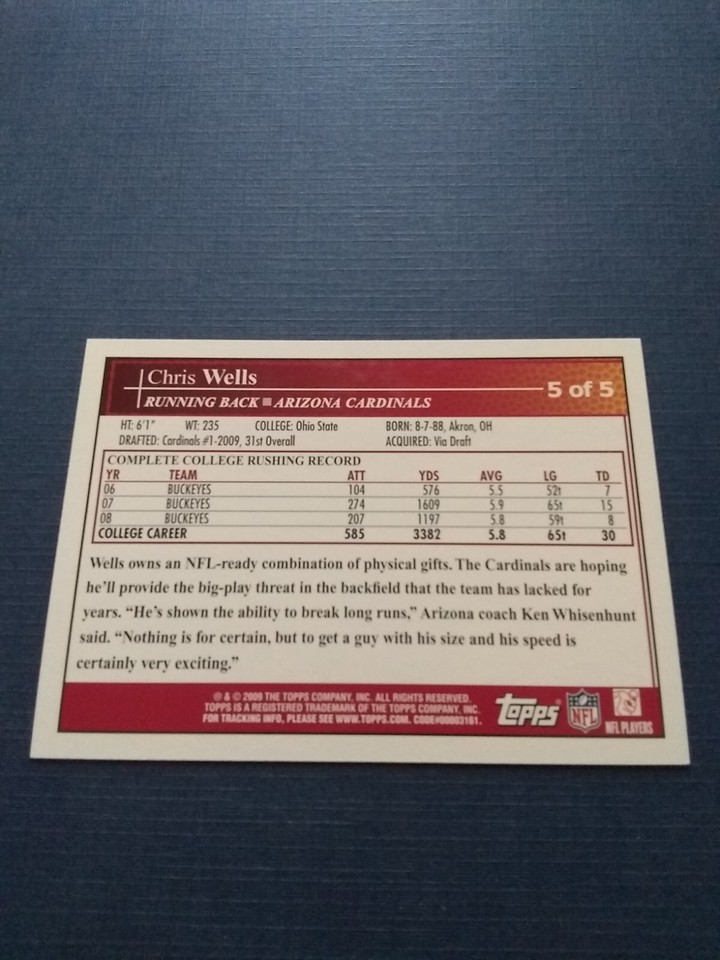 Chris Wells
RUNNING BACK ■ ARIZONA CARDINALS
5 of 5
HT: 6'1" WT: 235 COLLEGE: Ohio State BORN: 8-7-88, Akron, OH
DRAFTED: Cardinals #1-2009, 31st Overall ACQUIRED: Via Draft
COMPLETE COLLEGE RUSHING RECORD
YR TEAM ATT YDS AVG LG TD
06 BUCKEYES 104 576 5.5 52t 7
07 BUCKEYES 274 1609 5.9 65t 15
08 BUCKEYES 207 1197 5.8 59t 8
COLLEGE CAREER 585 3382 5.8 65t 30
Wells owns an NFL-ready combination of physical gifts. The Cardinals are hoping
he'll provide the big-play threat in the backfield that the team has lacked for
years. “He's shown the ability to break long runs,” Arizona coach Ken Whisenhunt
said. “Nothing is for certain, but to get a guy with his size and his speed is
certainly very exciting.”
® & © 2009 THE TOPPS COMPANY, INC. ALL RIGHTS RESERVED.
TOPPS IS A REGISTERED TRADEMARK OF THE TOPPS COMPANY, INC.
FOR TRACKING INFO, PLEASE SEE WWW.TOPPS.COM. CODE#00003161.
topps
NFL
NFL PLAYERS